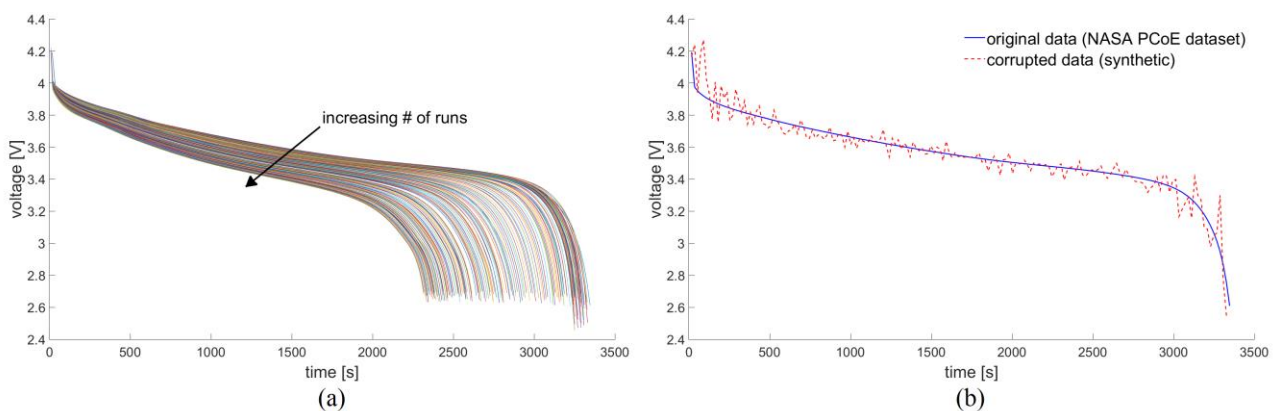 4.4
4.2
4
3.8
3.6
3.4
3.2
3
2.8
2.6
2.4
voltage [V]
increasing # of runs
0 500 1000 1500 2000 2500 3000 3500
time [s]
(a)
4.4
4.2
4
3.8
3.6
3.4
3.2
3
2.8
2.6
2.4
voltage [V]
original data (NASA PCoE dataset)
corrupted data (synthetic)
0 500 1000 1500 2000 2500 3000 3500
time [s]
(b)